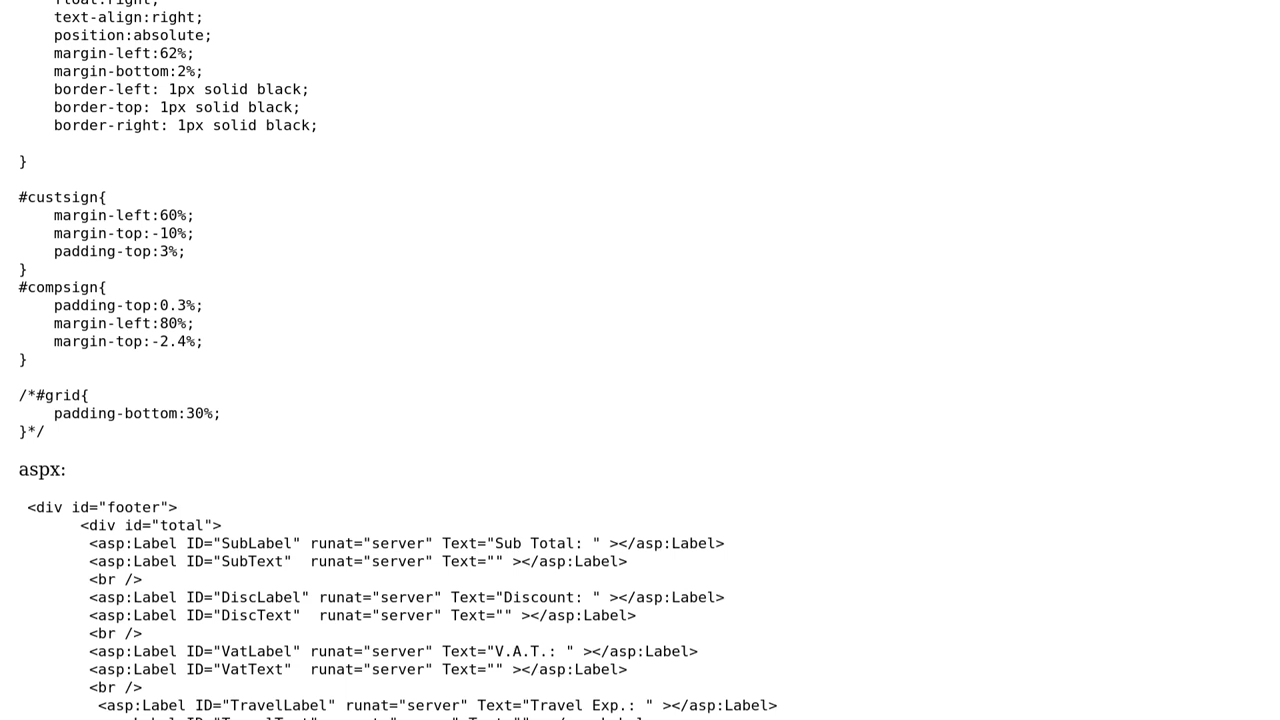 float:right;
    text-align:right;
    position:absolute;
    margin-left:62%;
    margin-bottom:2%;
    border-left: 1px solid black;
    border-top: 1px solid black;
    border-right: 1px solid black;

}

#custsign{
    margin-left:60%;
    margin-top:-10%;
    padding-top:3%;
}
#compsign{
    padding-top:0.3%;
    margin-left:80%;
    margin-top:-2.4%;
}

/*#grid{
    padding-bottom:30%;
}*/

aspx:

 <div id="footer">
       <div id="total">
        <asp:Label ID="SubLabel" runat="server" Text="Sub Total: " ></asp:Label>
        <asp:Label ID="SubText"  runat="server" Text="" ></asp:Label>
        <br />
        <asp:Label ID="DiscLabel" runat="server" Text="Discount: " ></asp:Label>
        <asp:Label ID="DiscText"  runat="server" Text="" ></asp:Label>
        <br />
        <asp:Label ID="VatLabel" runat="server" Text="V.A.T.: " ></asp:Label>
        <asp:Label ID="VatText"  runat="server" Text="" ></asp:Label>
        <br />
         <asp:Label ID="TravelLabel" runat="server" Text="Travel Exp.: " ></asp:Label>